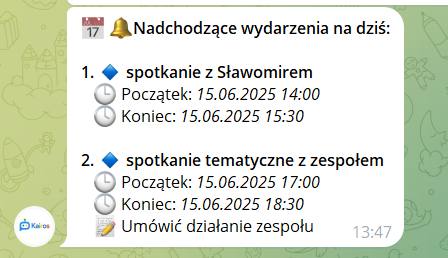 Nadchodzące wydarzenia na dziś:
1. spotkanie z Sławomirem
Początek: 15.06.2025 14:00
Koniec: 15.06.2025 15:30
2. spotkanie tematyczne z zespołem
Początek: 15.06.2025 17:00
Koniec: 15.06.2025 18:30
Umówić działanie zespołu
13:47
Kairos